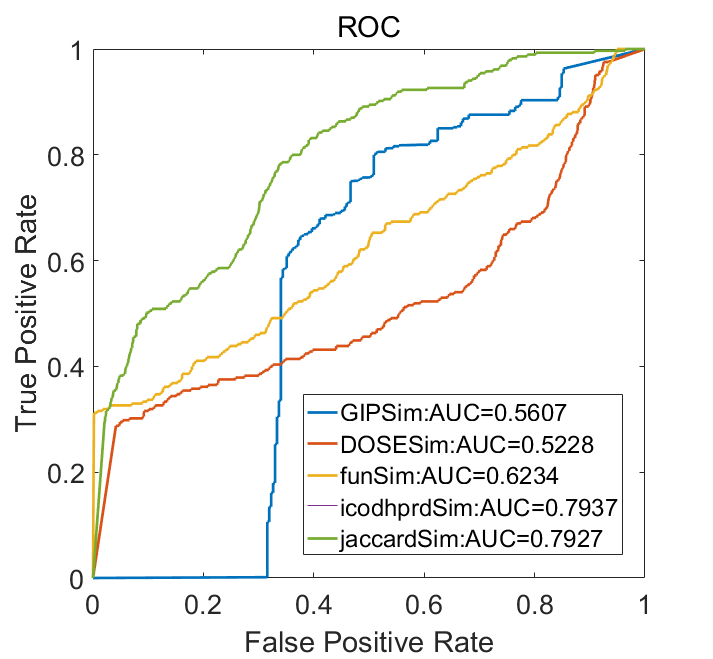 ROC
True Positive Rate
1
0.8
0.6
0.4
0.2
0
GIPSim:AUC=0.5607
DOSESim:AUC=0.5228
funSim:AUC=0.6234
icodhprdSim:AUC=0.7937
jaccardSim:AUC=0.7927
0 0.2 0.4 0.6 0.8 1
False Positive Rate